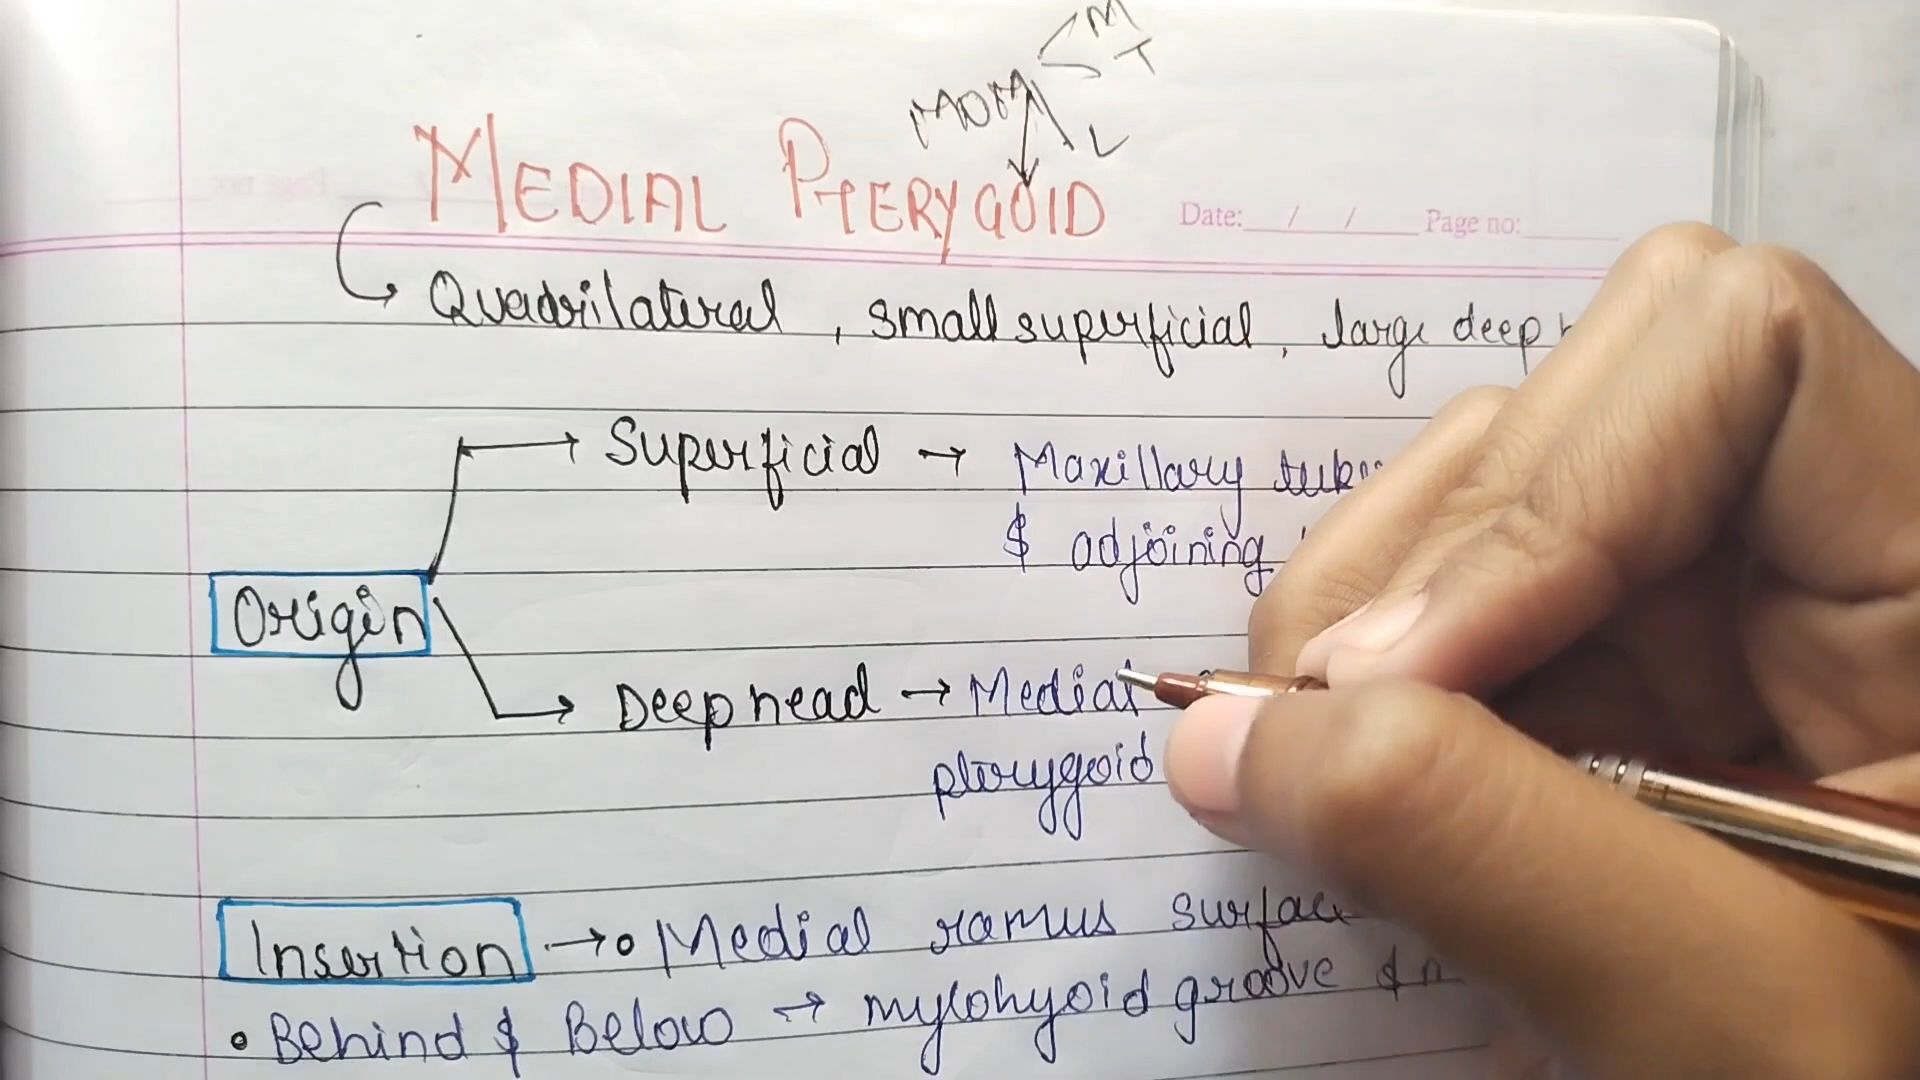 M
T
MOM
L
MEDIAL PTERYGOID
Date: / / Page no:
Quadrilateral, small superficial, large deep
Superficial → Maxillary
& adjoining
Origin
Deep head → Medial
pterygoid
Insertion → • Medial ramus surface
• Behind & Below → mylohyoid groove &